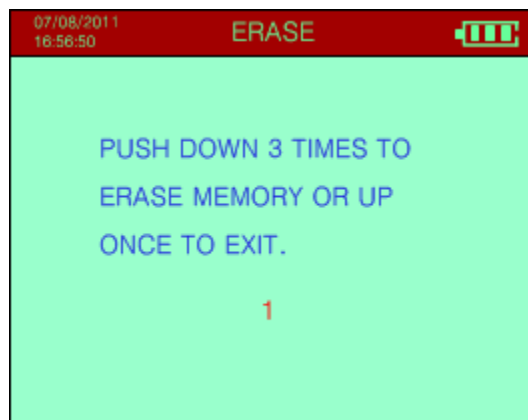 07/08/2011
16:56:50
ERASE
PUSH DOWN 3 TIMES TO
ERASE MEMORY OR UP
ONCE TO EXIT.
1